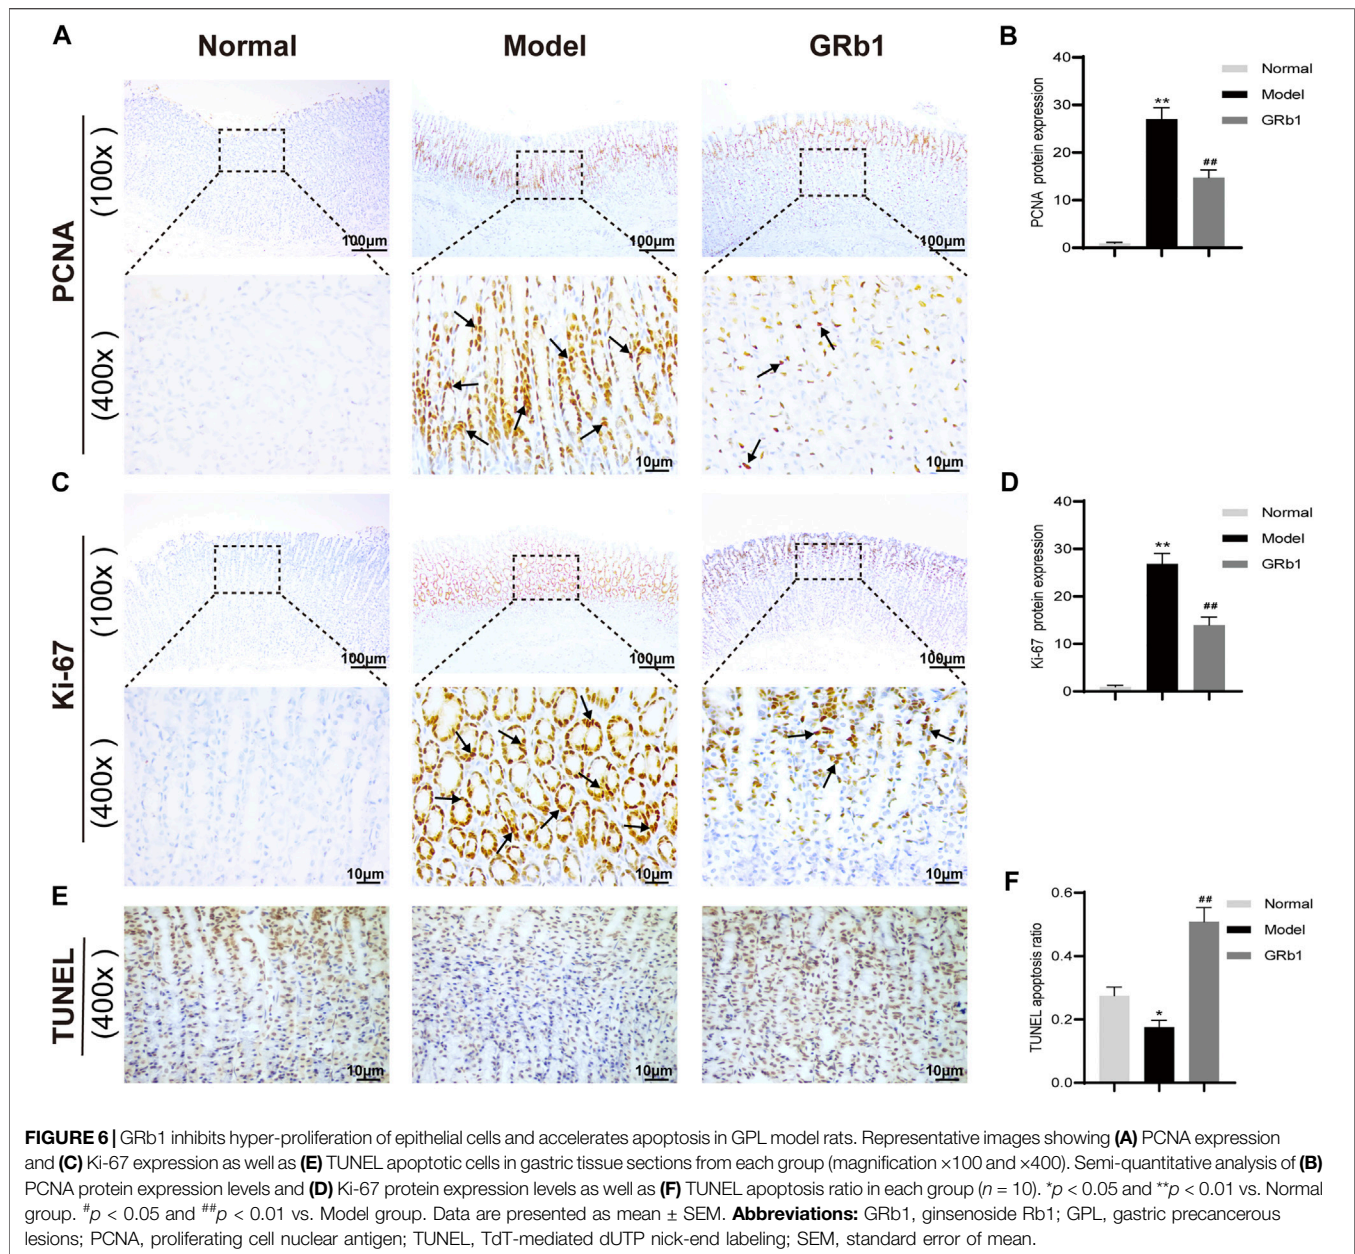 A
Normal Model GRb1
PCNA
(100x)
100μm 100μm 100μm
(400x)
10μm 10μm
B
40
30
20
10
0
PCNA protein expression
**
##
Normal
Model
GRb1
C
Ki-67
(100x)
100μm 100μm 100μm
(400x)
10μm 10μm 10μm
D
40
30
20
10
0
Ki-67 protein expression
**
##
Normal
Model
GRb1
E
TUNEL
(400x)
10μm 10μm 10μm
F
0.6
0.4
0.2
0.0
TUNEL apoptosis ratio
*
##
Normal
Model
GRb1
FIGURE 6 | GRb1 inhibits hyper-proliferation of epithelial cells and accelerates apoptosis in GPL model rats. Representative images showing (A) PCNA expression
and (C) Ki-67 expression as well as (E) TUNEL apoptotic cells in gastric tissue sections from each group (magnification ×100 and ×400). Semi-quantitative analysis of (B)
PCNA protein expression levels and (D) Ki-67 protein expression levels as well as (F) TUNEL apoptosis ratio in each group (n = 10). *p < 0.05 and **p < 0.01 vs. Normal
group. #p < 0.05 and ##p < 0.01 vs. Model group. Data are presented as mean ± SEM. Abbreviations: GRb1, ginsenoside Rb1; GPL, gastric precancerous
lesions; PCNA, proliferating cell nuclear antigen; TUNEL, TdT-mediated dUTP nick-end labeling; SEM, standard error of mean.